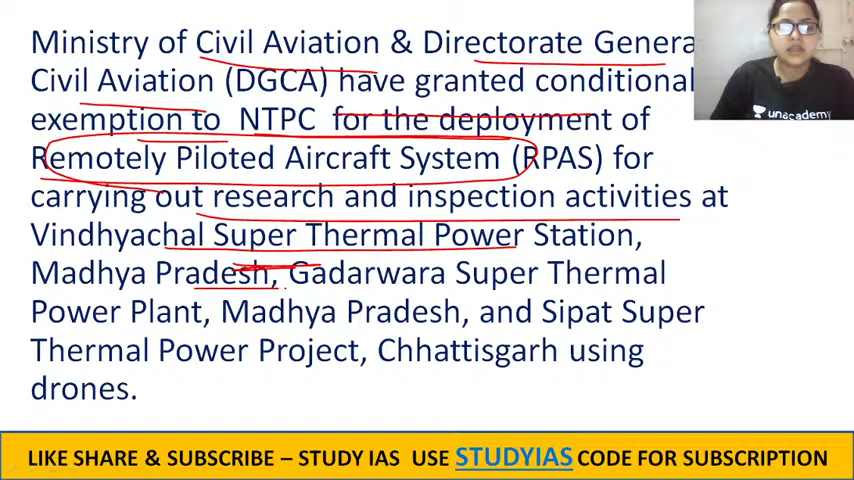 Ministry of Civil Aviation & Directorate Genera
Civil Aviation (DGCA) have granted conditional
exemption to NTPC for the deployment of
Remotely Piloted Aircraft System (RPAS) for
carrying out research and inspection activities at
Vindhyachal Super Thermal Power Station,
Madhya Pradesh, Gadarwara Super Thermal
Power Plant, Madhya Pradesh, and Sipat Super
Thermal Power Project, Chhattisgarh using
drones.
unacademy
LIKE SHARE & SUBSCRIBE – STUDY IAS USE STUDYIAS CODE FOR SUBSCRIPTION